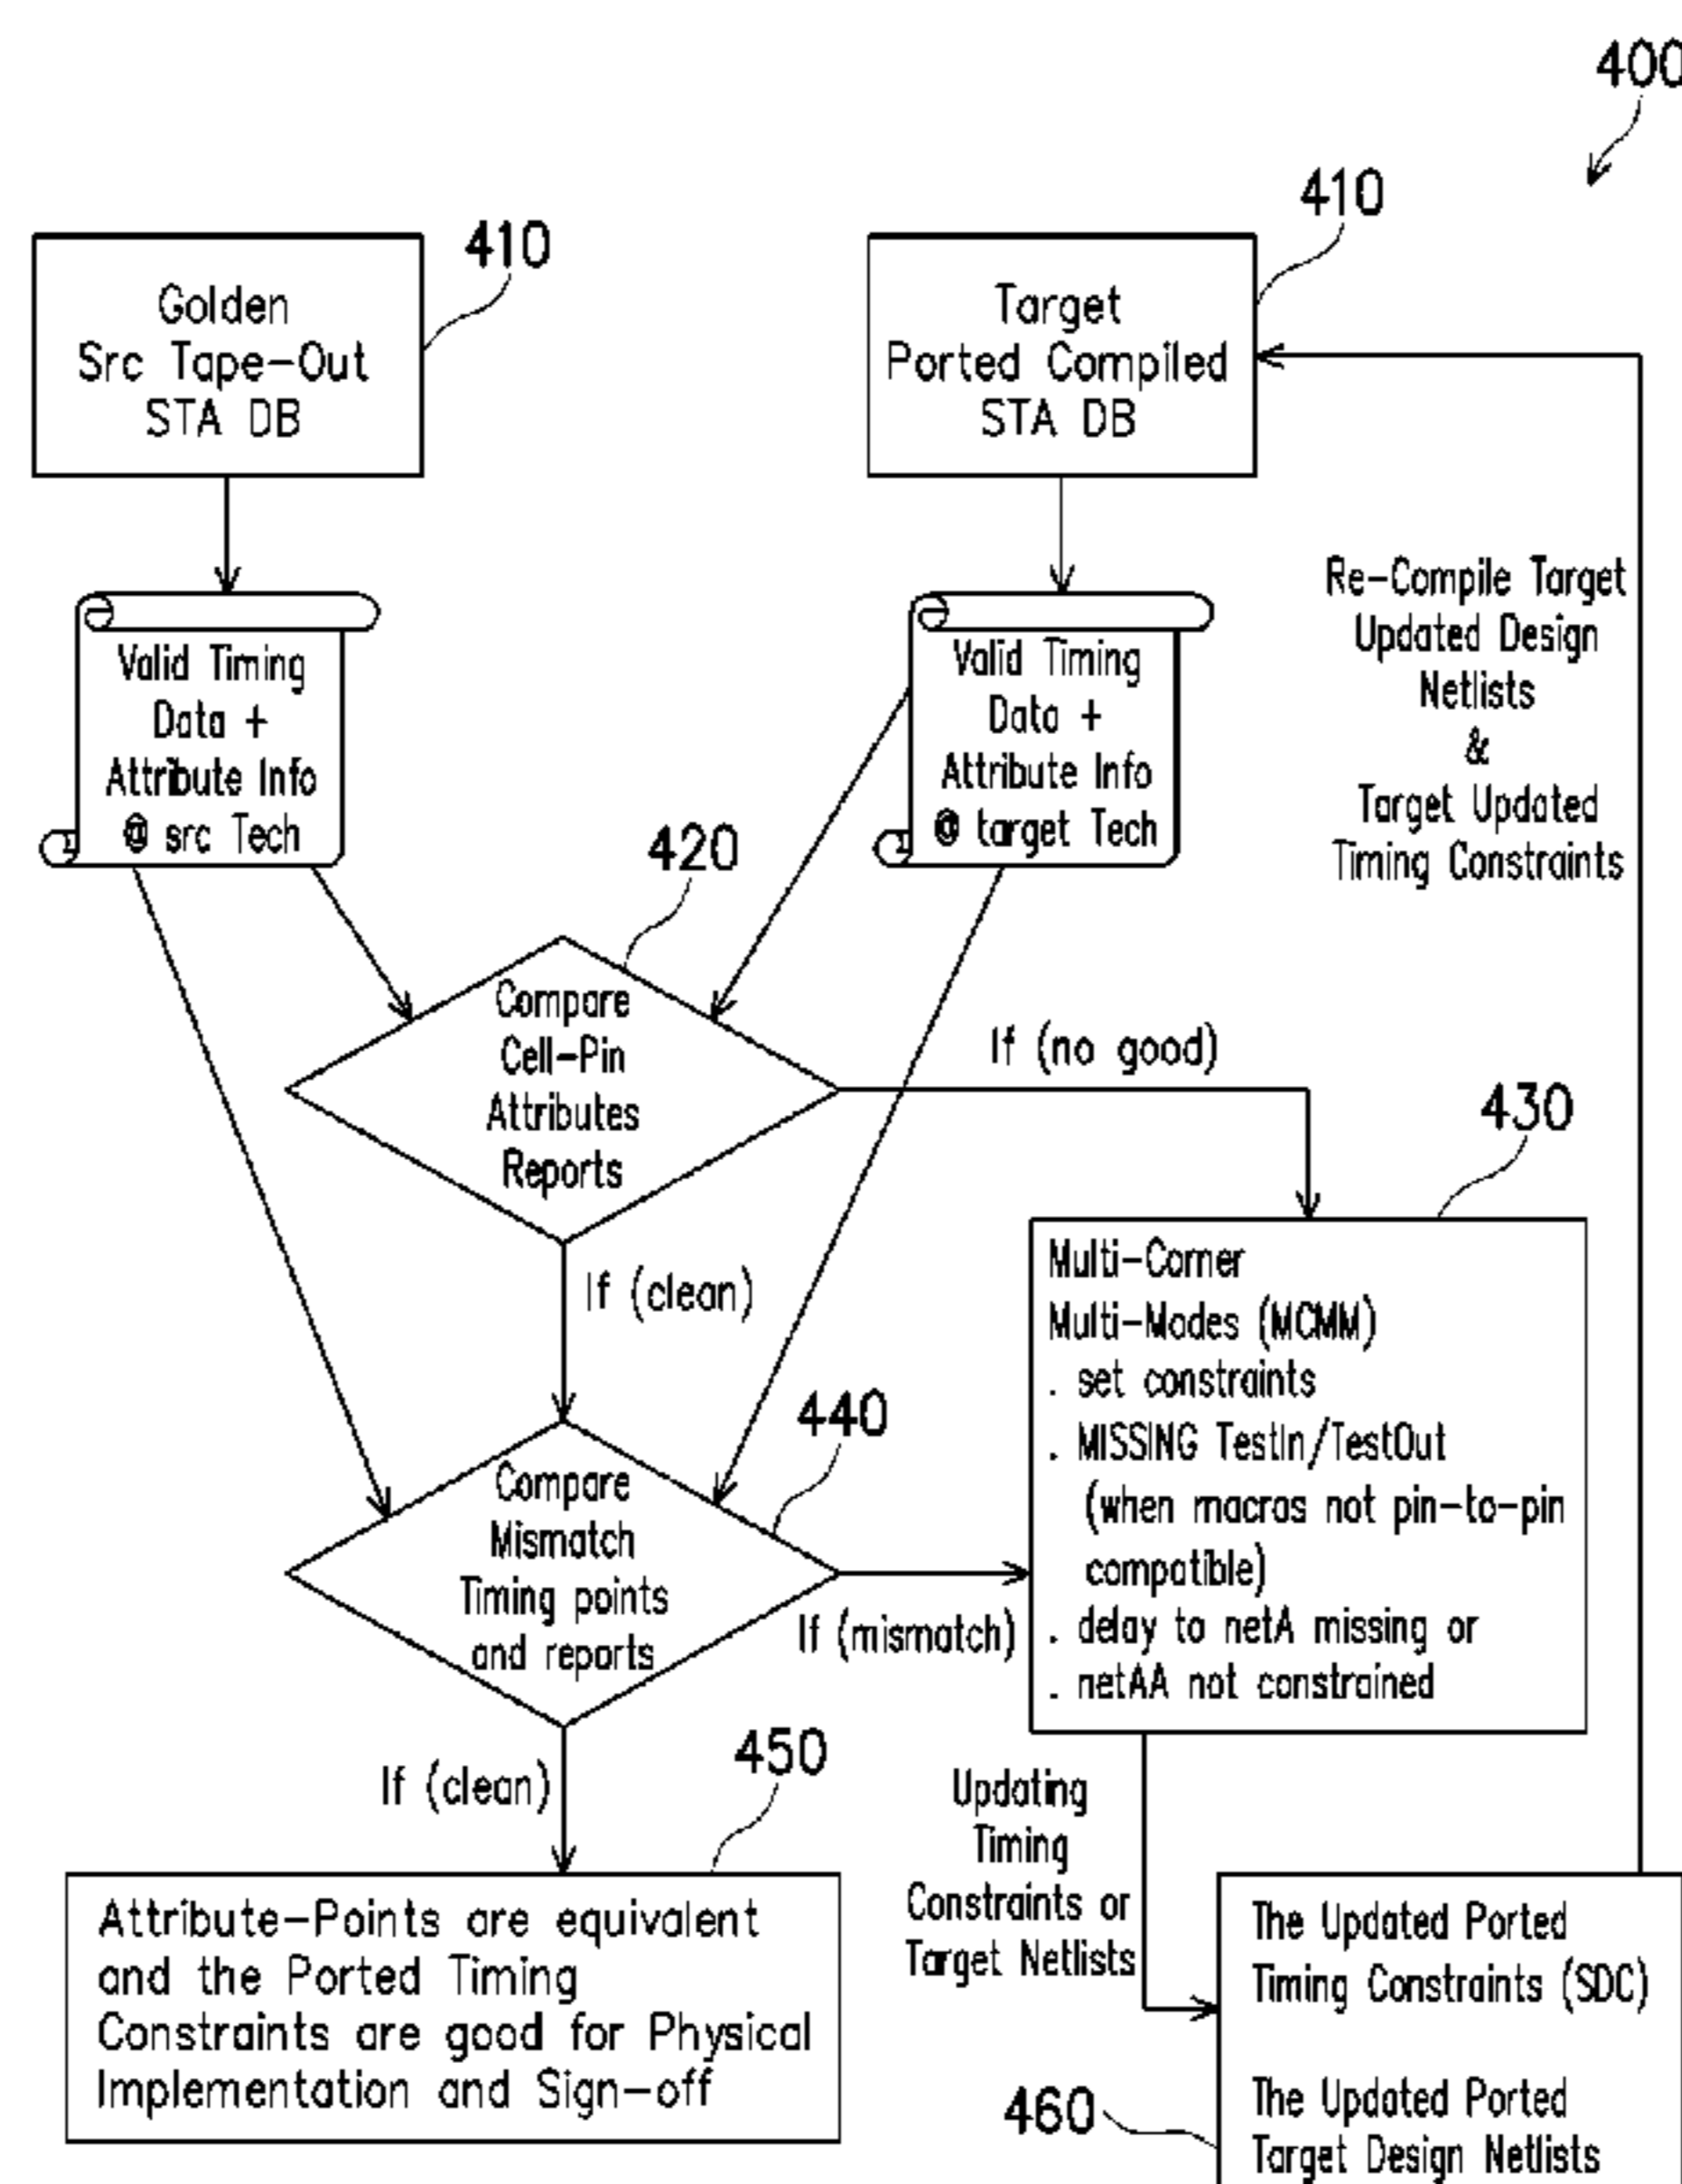 400
410
Golden
Src Tape-Out
STA DB
410
Target
Ported Compiled
STA DB
Valid Timing
Data +
Attribute Info
@ src Tech
Valid Timing
Data +
Attribute Info
@ target Tech
Re-Compile Target
Updated Design
Netlists
&
Target Updated
Timing Constraints
420
Compare
Cell-Pin
Attributes
Reports
If (no good)
If (clean)
430
Multi-Corner
Multi-Modes (MCMM)
. set constraints
. MISSING TestIn/TestOut
(when macros not pin-to-pin
compatible)
. delay to netA missing or
. netAA not constrained
440
Compare
Mismatch
Timing points
and reports
If (mismatch)
If (clean)
450
Attribute-Points are equivalent
and the Ported Timing
Constraints are good for Physical
Implementation and Sign-off
Updating
Timing
Constraints or
Target Netlists
460
The Updated Ported
Timing Constraints (SDC)
The Updated Ported
Target Design Netlists